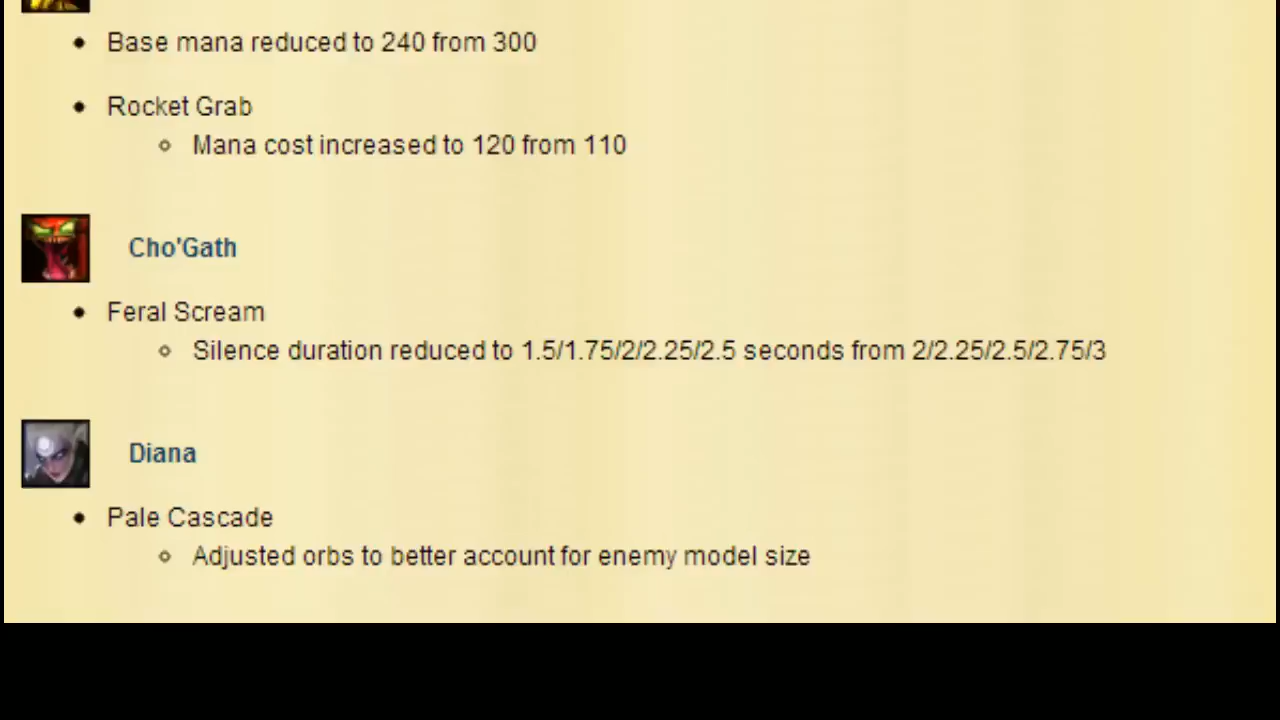 Base mana reduced to 240 from 300
Rocket Grab
Mana cost increased to 120 from 110
Cho'Gath
Feral Scream
Silence duration reduced to 1.5/1.75/2/2.25/2.5 seconds from 2/2.25/2.5/2.75/3
Diana
Pale Cascade
Adjusted orbs to better account for enemy model size